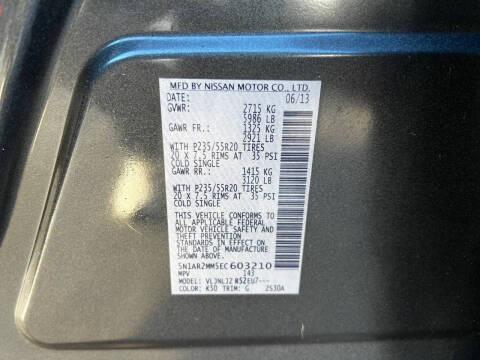 MFD BY NISSAN MOTOR CO., LTD.
DATE: 06/13
GVWR: 2715 KG
5986 LB
GAWR FR.: 1325 KG
2921 LB
WITH P235/55R20 TIRES
20 X 7.5 RIMS AT 35 PSI
COLD SINGLE
GAWR RR.: 1415 KG
3120 LB
WITH P235/55R20 TIRES
20 X 7.5 RIMS AT 35 PSI
COLD SINGLE
THIS VEHICLE CONFORMS TO
ALL APPLICABLE FEDERAL
MOTOR VEHICLE SAFETY AND
THEFT PREVENTION
STANDARDS IN EFFECT ON
THE DATE OF MANUFACTURE
SHOWN ABOVE.
5N1AR2MM5EC603210
MPV 143
MODEL:
COLOR: K50 TRIM: G 2530A